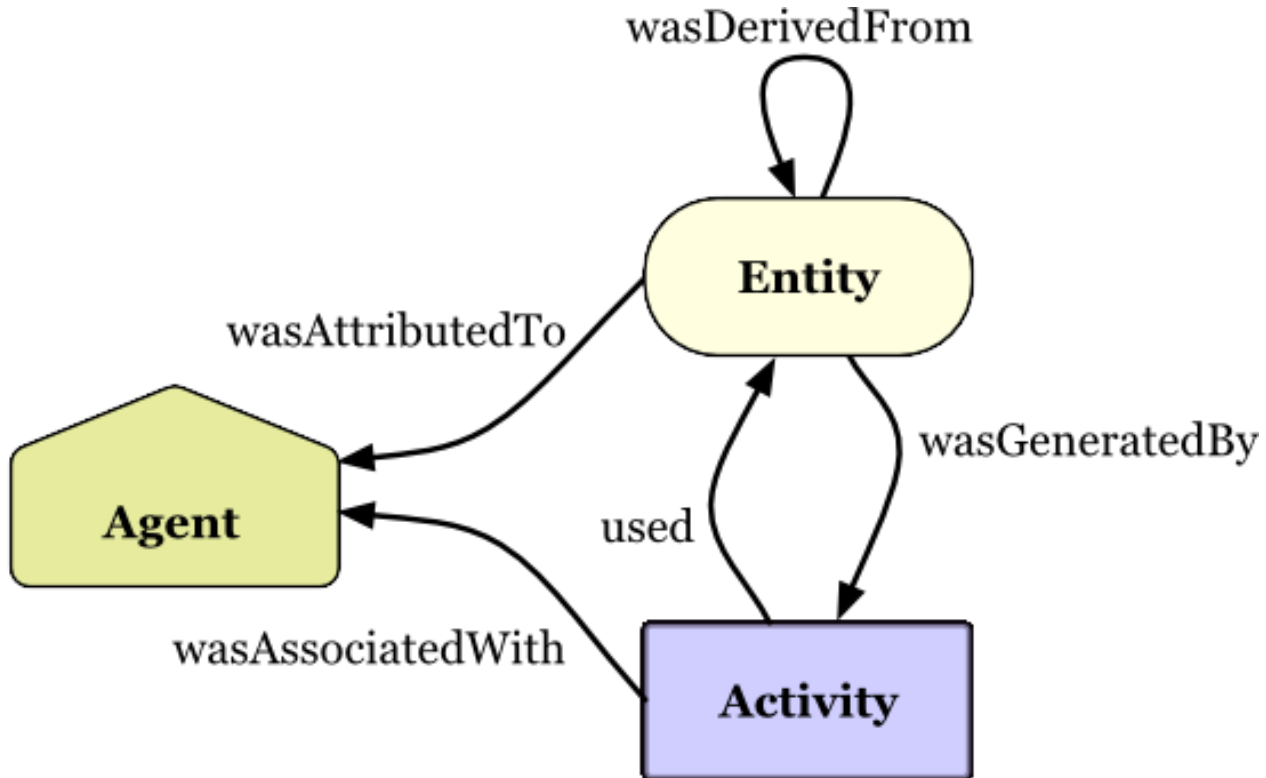 wasDerivedFrom
Entity
wasAttributedTo
wasGeneratedBy
Agent
used
wasAssociatedWith
Activity